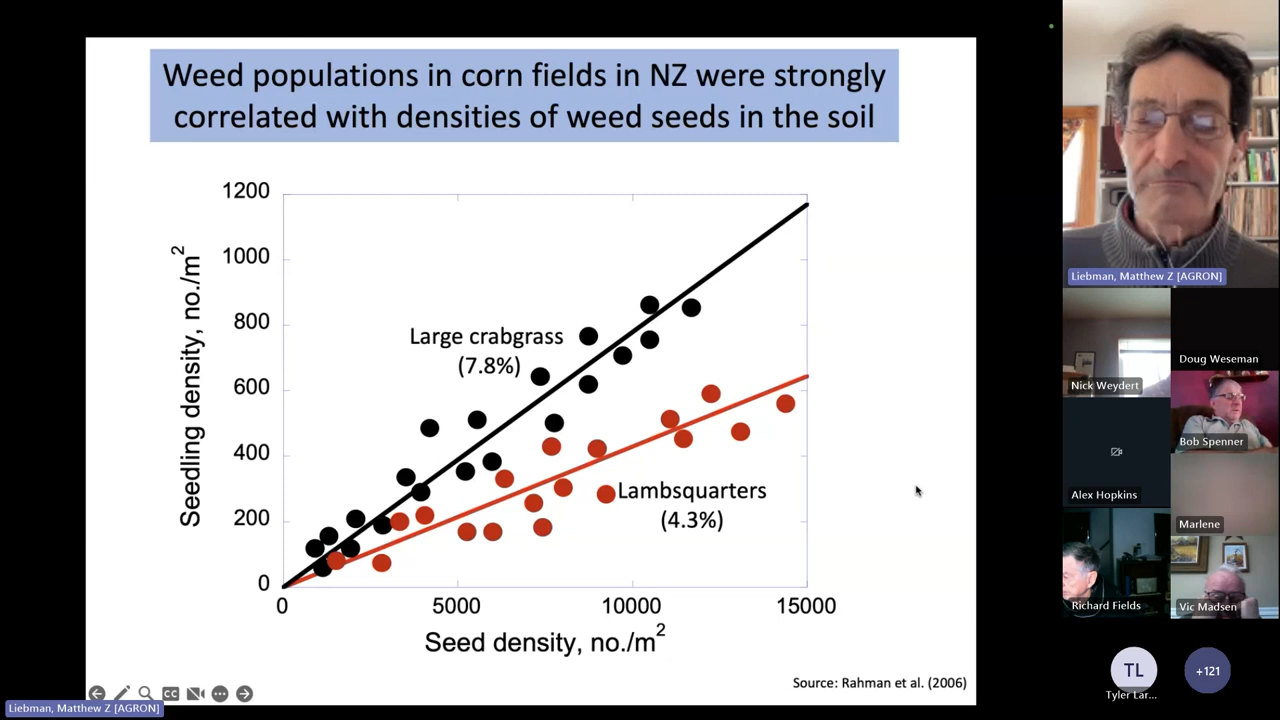 Weed populations in corn fields in NZ were strongly
correlated with densities of weed seeds in the soil
1200
1000
800
600
400
200
0
Seedling density, no./m²
Large crabgrass
(7.8%)
Lambsquarters
(4.3%)
0 5000 10000 15000
Seed density, no./m²
Source: Rahman et al. (2006)
CC
Liebman, Matthew Z [AGRON]
Liebman, Matthew Z [AGRON]
Nick Weydert
Doug Weseman
Bob Spenner
Alex Hopkins
Marlene
Richard Fields
Vic Madsen
TL
Tyler Lar...
+121